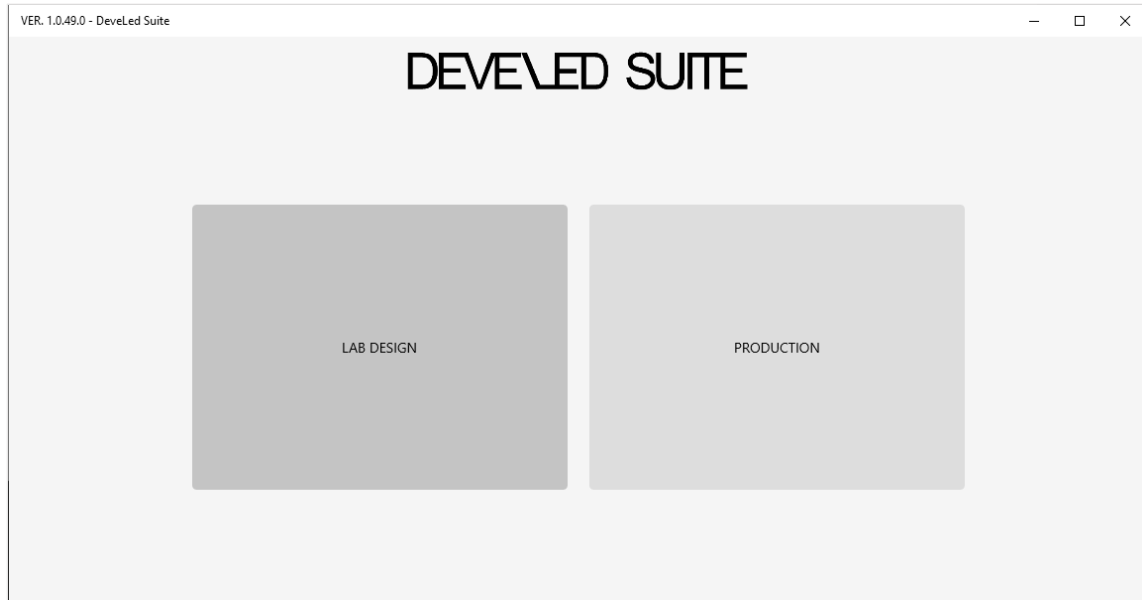 VER. 1.0.49.0 - DeveLed Suite
DEVELED SUITE
LAB DESIGN
PRODUCTION